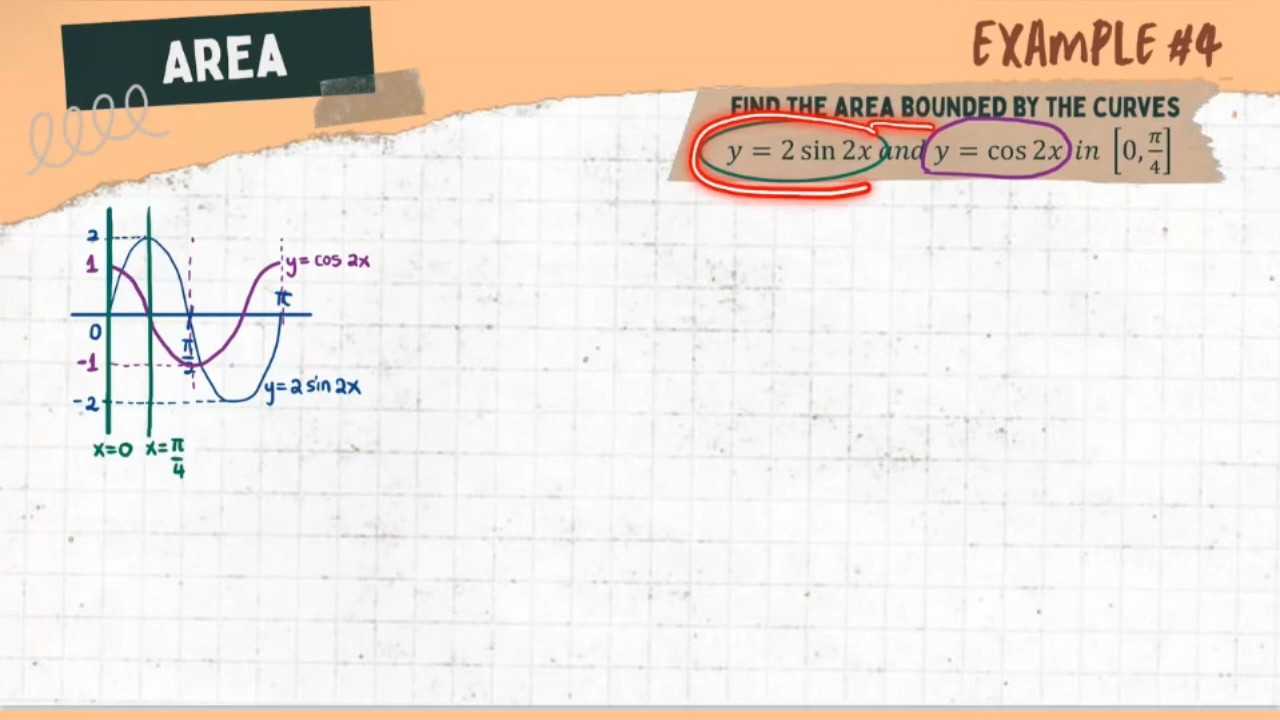 AREA
EXAMPLE #4
FIND THE AREA BOUNDED BY THE CURVES
y = 2 sin 2x and y = cos 2x in [0, π/4]
2
1
y = cos 2x
π
0
π/2
-1
y = 2 sin 2x
-2
x=0 x=π/4